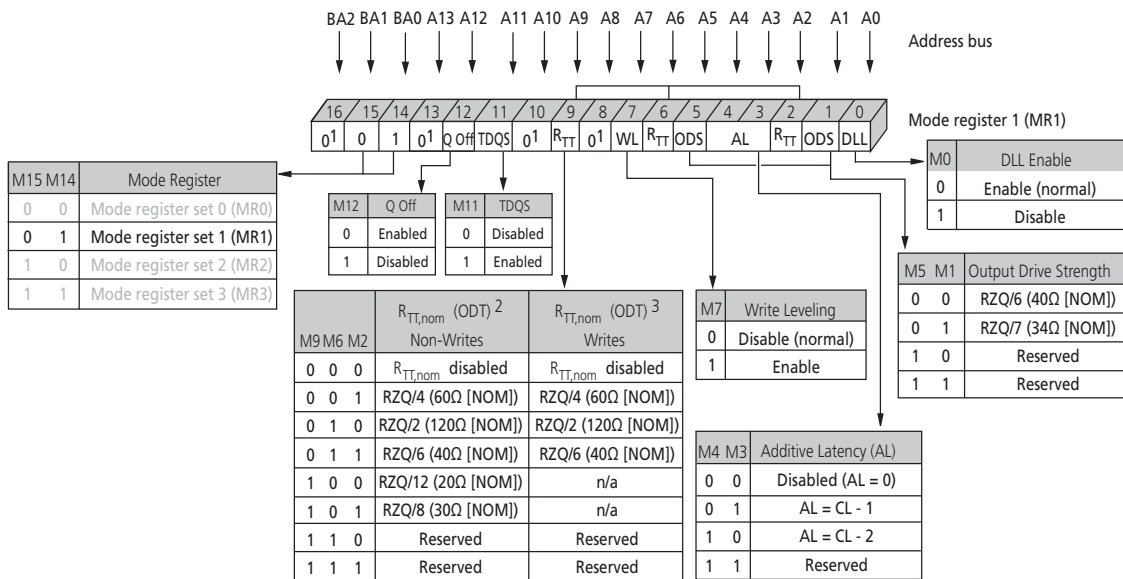 BA2 BA1 BA0 A13 A12 A11 A10 A9 A8 A7 A6 A5 A4 A3 A2 A1 A0
Address bus
16 15 14 13 12 11 10 9 8 7 6 5 4 3 2 1 0
Mode register 1 (MR1)
0¹ 0 1 0¹ Q Off TDQS 0¹ RTT 0¹ WL RTT ODS AL RTT ODS DLL
M15 M14 Mode Register
0 0 Mode register set 0 (MR0)
0 1 Mode register set 1 (MR1)
1 0 Mode register set 2 (MR2)
1 1 Mode register set 3 (MR3)
M12 Q Off
0 Enabled
1 Disabled
M11 TDQS
0 Disabled
1 Enabled
M0 DLL Enable
0 Enable (normal)
1 Disable
M5 M1 Output Drive Strength
0 0 RZQ/6 (40Ω [NOM])
0 1 RZQ/7 (34Ω [NOM])
1 0 Reserved
1 1 Reserved
M9 M6 M2 RTT,nom (ODT) 2 Non-Writes RTT,nom (ODT) 3 Writes
0 0 0 RTT,nom disabled RTT,nom disabled
0 0 1 RZQ/4 (60Ω [NOM]) RZQ/4 (60Ω [NOM])
0 1 0 RZQ/2 (120Ω [NOM]) RZQ/2 (120Ω [NOM])
0 1 1 RZQ/6 (40Ω [NOM]) RZQ/6 (40Ω [NOM])
1 0 0 RZQ/12 (20Ω [NOM]) n/a
1 0 1 RZQ/8 (30Ω [NOM]) n/a
1 1 0 Reserved Reserved
1 1 1 Reserved Reserved
M7 Write Leveling
0 Disable (normal)
1 Enable
M4 M3 Additive Latency (AL)
0 0 Disabled (AL = 0)
0 1 AL = CL - 1
1 0 AL = CL - 2
1 1 Reserved